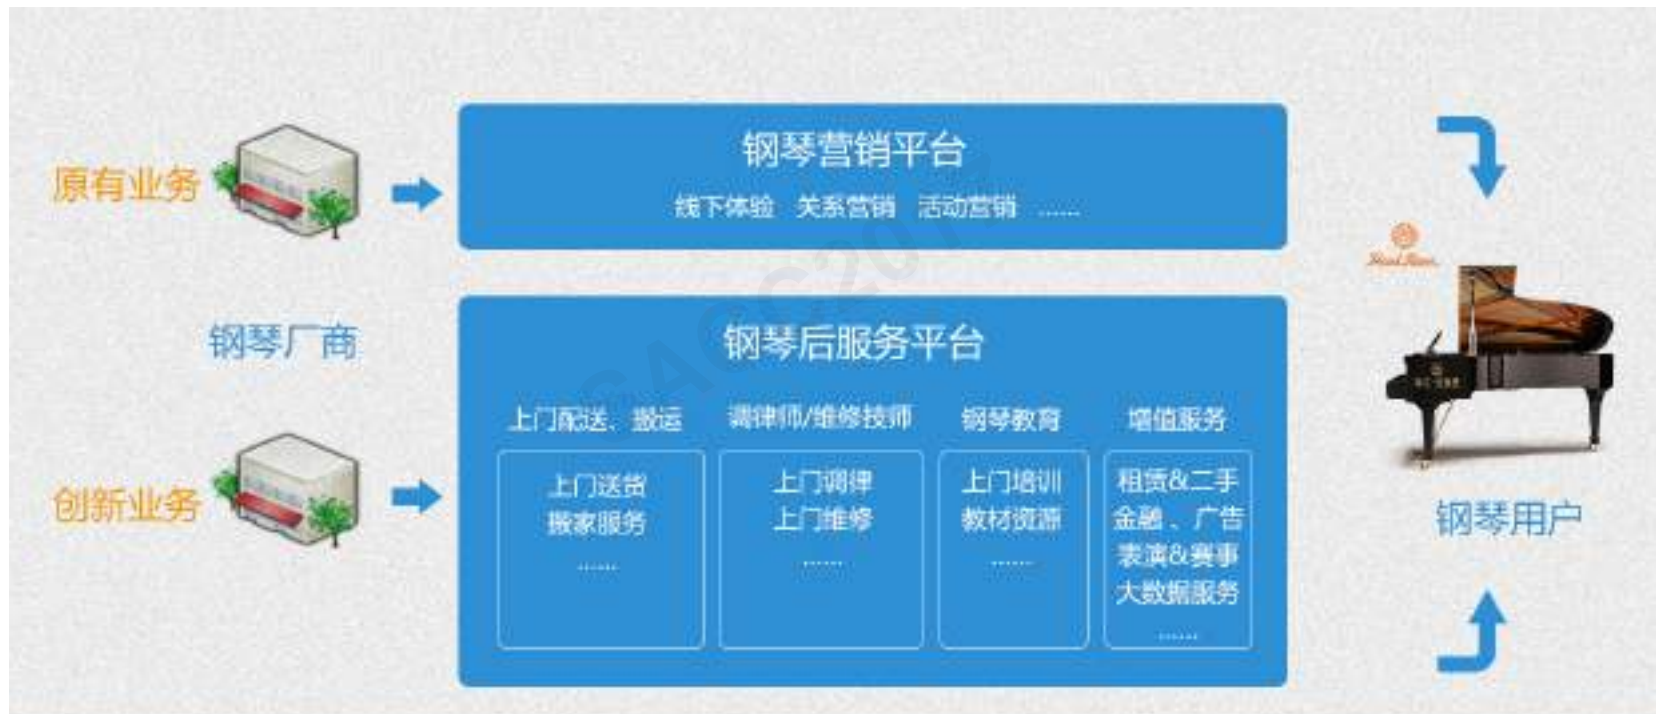 原有业务
钢琴营销平台
线下体验 关系营销 活动营销 ......
钢琴厂商
创新业务
钢琴后服务平台
上门配送、搬运
上门送货
搬家服务
......
调律师/维修技师
上门调律
上门维修
......
钢琴教育
上门培训
教材资源
......
增值服务
租赁&二手
金融、广告
表演&赛事
大数据服务
......
钢琴用户